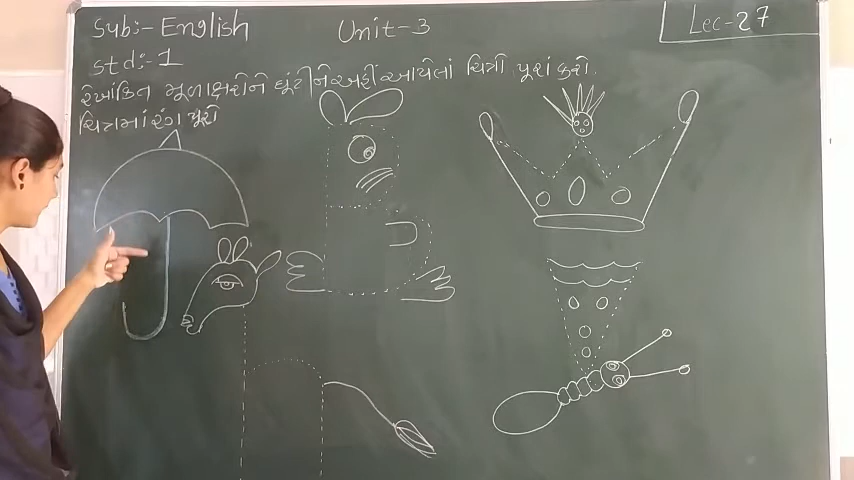 Sub:- English
Unit-3
Lec-27
std:-1
રેખાંકિત મૂળાક્ષરોને ઘૂંટીને અહીં આપેલાં ચિત્રો પૂરાં કરો.
ચિત્રમાં રંગ પૂરો